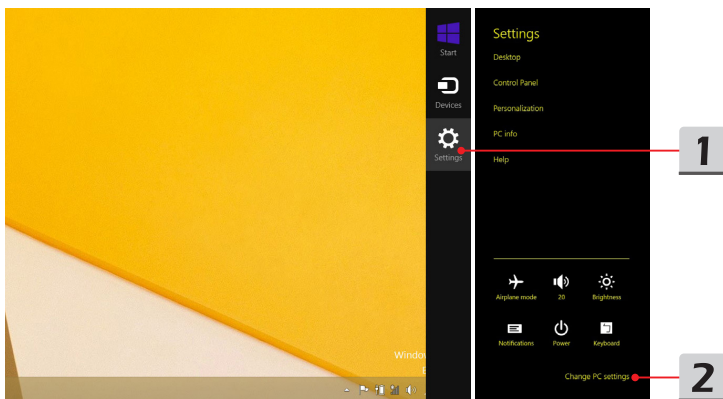 Start
Devices
Settings
Settings
Desktop
Control Panel
Personalization
PC info
Help
Airplane mode
20
Brightness
Notifications
Power
Keyboard
Change PC settings
1
2